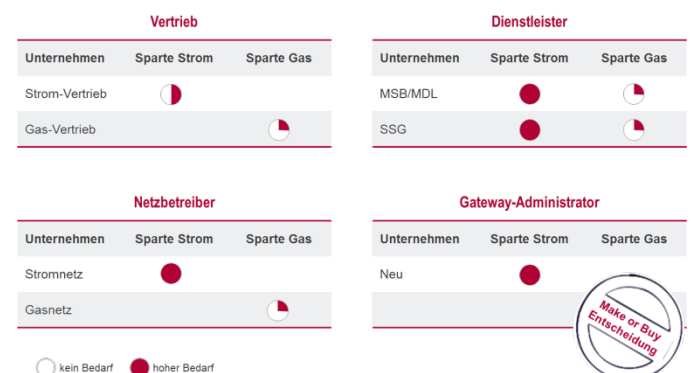 Vertrieb
Unternehmen Sparte Strom Sparte Gas
Strom-Vertrieb
Gas-Vertrieb
Dienstleister
Unternehmen Sparte Strom Sparte Gas
MSB/MDL
SSG
Netzbetreiber
Unternehmen Sparte Strom Sparte Gas
Stromnetz
Gasnetz
Gateway-Administrator
Unternehmen Sparte Strom Sparte Gas
Neu
Make or Buy
Entscheidung
kein Bedarf hoher Bedarf